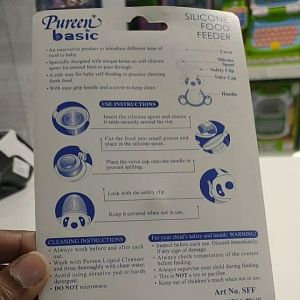 Pureen
basic
SILICONE
FOOD
FEEDER
- An innovative product to introduce different taste of
food to baby.
- Specially designed with unique holes on soft silicone
spout for pureed food to pass through.
- A safe way for baby self-feeding to practice chewing
fresh food.
- With easy grip handle and a cover to keep clean.
Cover
Silicone
Safety Clip
Valve Cap
Handle
USE INSTRUCTIONS
Insert the silicone spout and ensure
it seals securely around the rim.
Cut the food into small pieces and
place in the silicone spout.
Place the valve cap onto the handle to
prevent spilling.
Lock with the safety clip.
Keep it covered when not in use.
CLEANING INSTRUCTIONS
- Always wash before and after each
use.
- Wash with Pureen Liquid Cleanser
and rinse thoroughly with clean water.
- Avoid using abrasive pad or harsh
detergent.
- DO NOT microwave.
For your child's safety and health: WARNING!
- Inspect before each use. Discard immediately
if any sign of damage.
- Always check temperature of the content
before feeding.
- Always supervise your child during feeding.
- This is NOT a toy or pacifier.
- Keep out of children's reach when not in use.
Art No. SFF